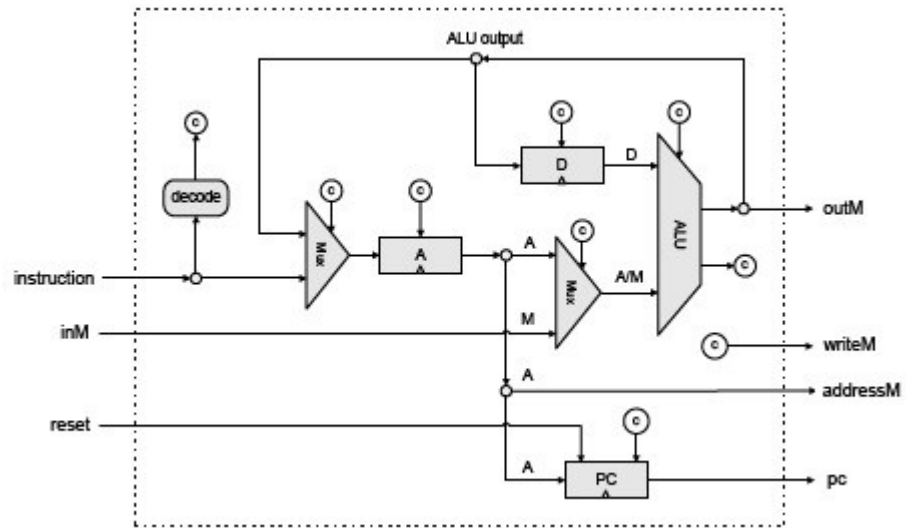 ALU output
c
c
c
D
D
decode
c
c
ALU
outM
c
A
A
Mux
Mux
A/M
c
instruction
inM
M
c
writeM
A
addressM
reset
c
A
PC
pc